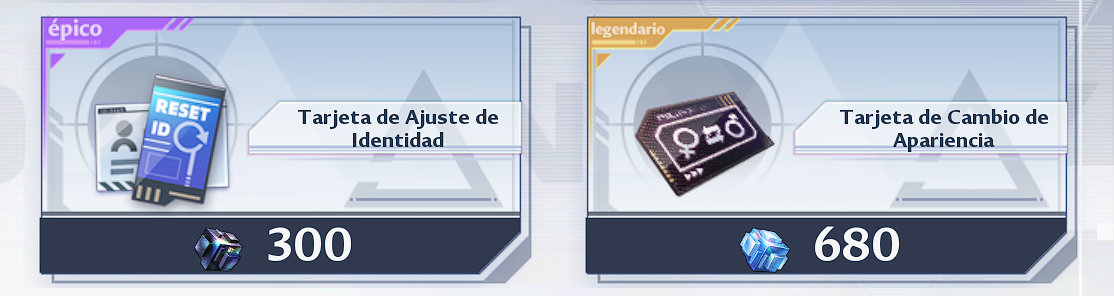 épico
RESET
ID
Tarjeta de Ajuste de
Identidad
300
legendario
Tarjeta de Cambio de
Apariencia
680